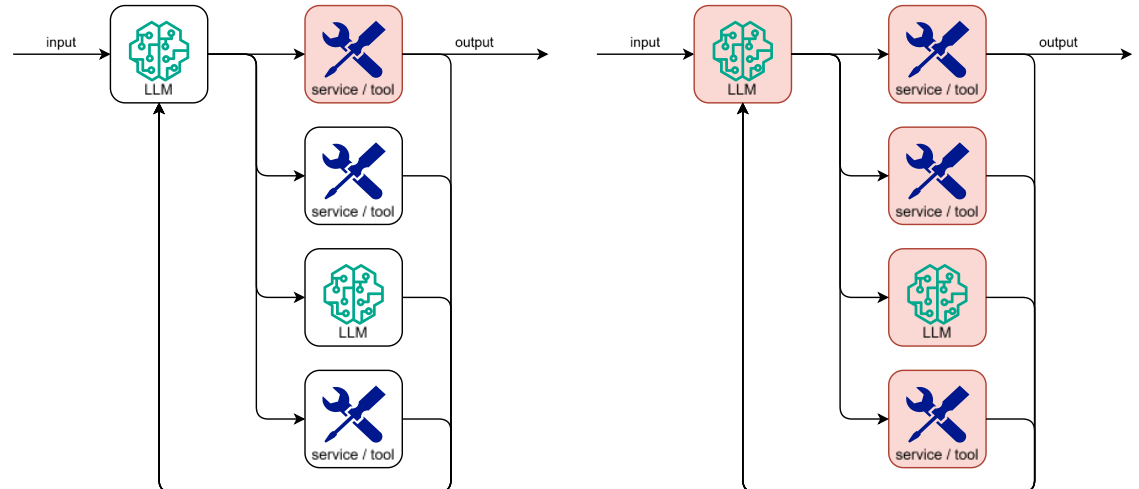 input
LLM
service / tool
output
service / tool
LLM
service / tool
input
LLM
service / tool
output
service / tool
LLM
service / tool